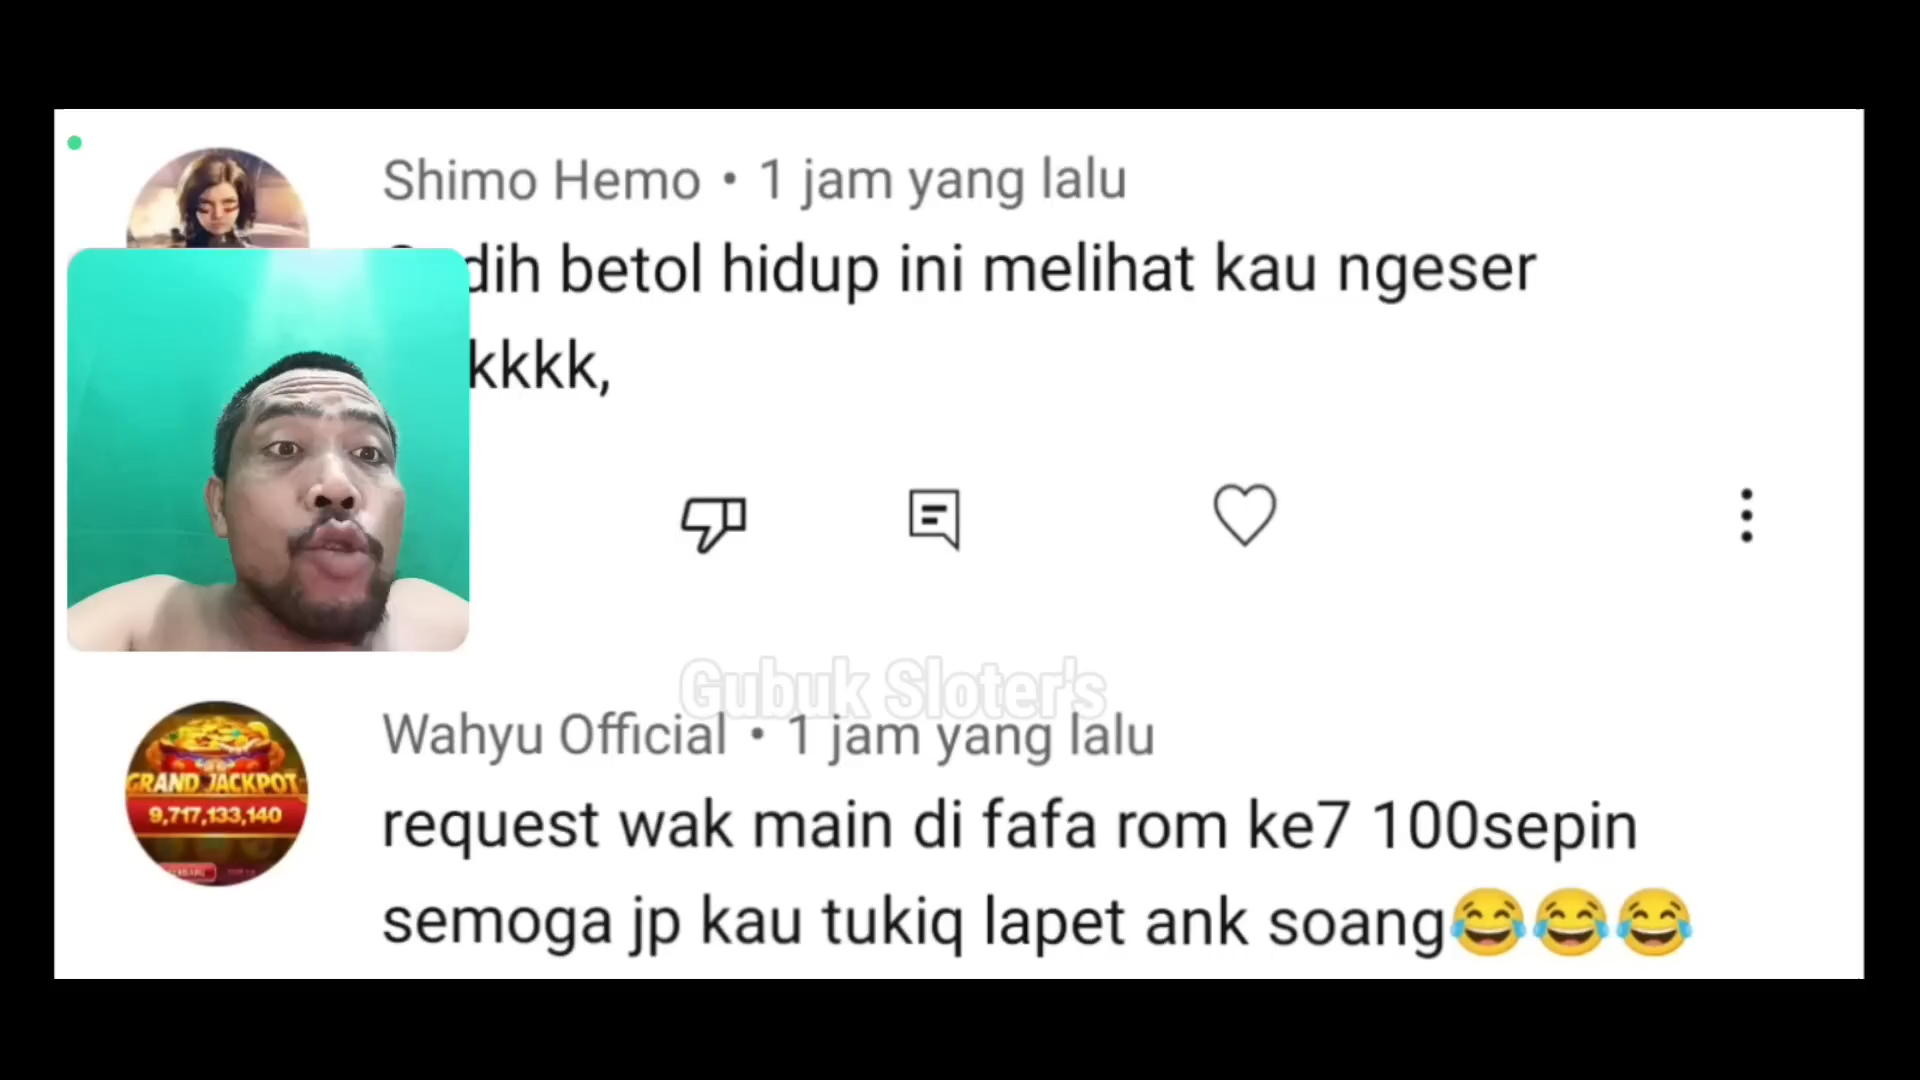 Shimo Hemo • 1 jam yang lalu
betol hidup ini melihat kau ngeser
Gubuk Sloter's
Wahyu Official • 1 jam yang lalu
GRAND JACKPOT
9,717,133,140
request wak main di fafa rom ke7 100sepin
semoga jp kau tukiq lapet ank soang😂😂😂